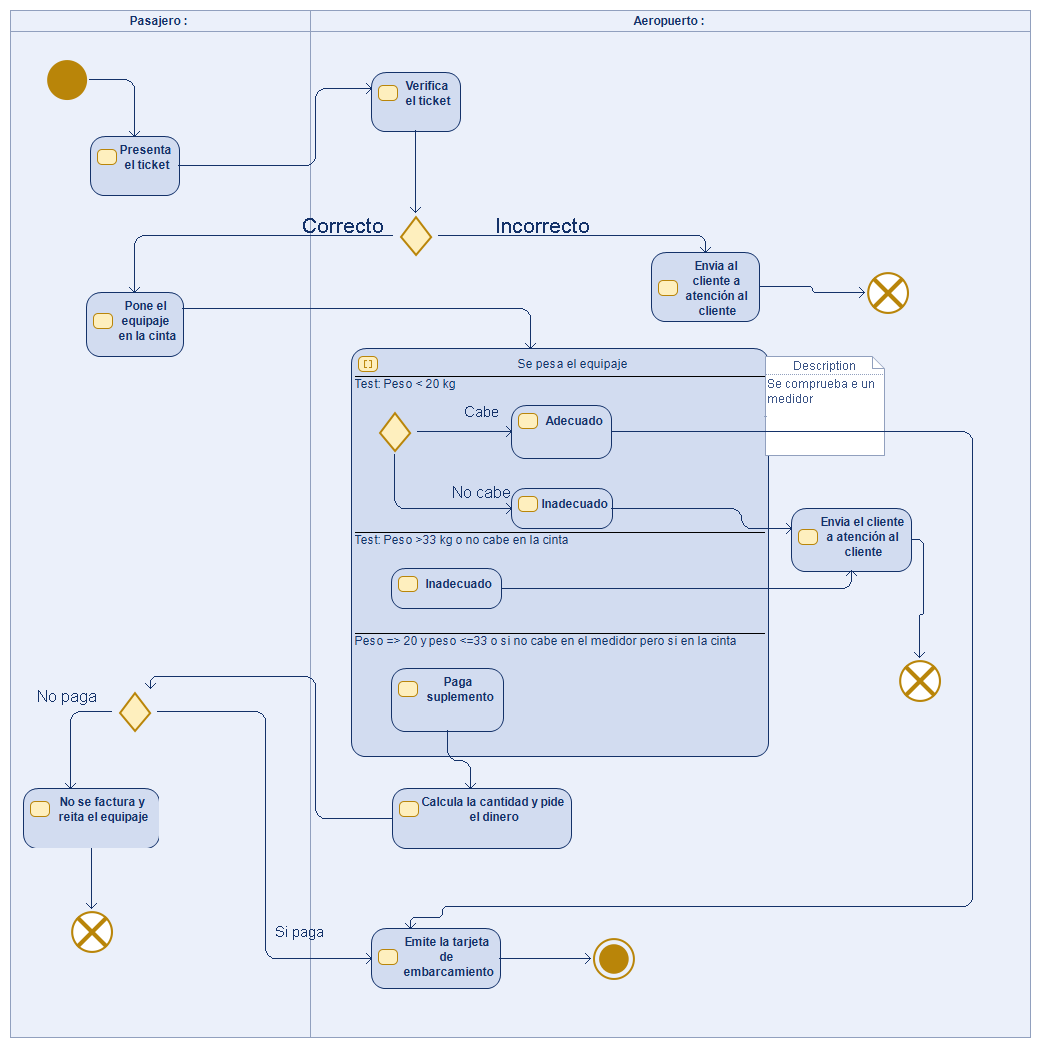 Pasajero :
Aeropuerto :
Verifica
el ticket
Presenta
el ticket
Correcto
Incorrecto
Envia al
cliente a
atención al
cliente
Pone el
equipaje
en la cinta
[]
Se pesa el equipaje
Description
Se comprueba e un
medidor
Test: Peso < 20 kg
Cabe
Adecuado
No cabe
Inadecuado
Envia el cliente
a atención al
cliente
Test: Peso >33 kg o no cabe en la cinta
Inadecuado
Peso => 20 y peso <=33 o si no cabe en el medidor pero si en la cinta
Paga
suplemento
No paga
No se factura y
reita el equipaje
Calcula la cantidad y pide
el dinero
Si paga
Emite la tarjeta
de
embarcamiento